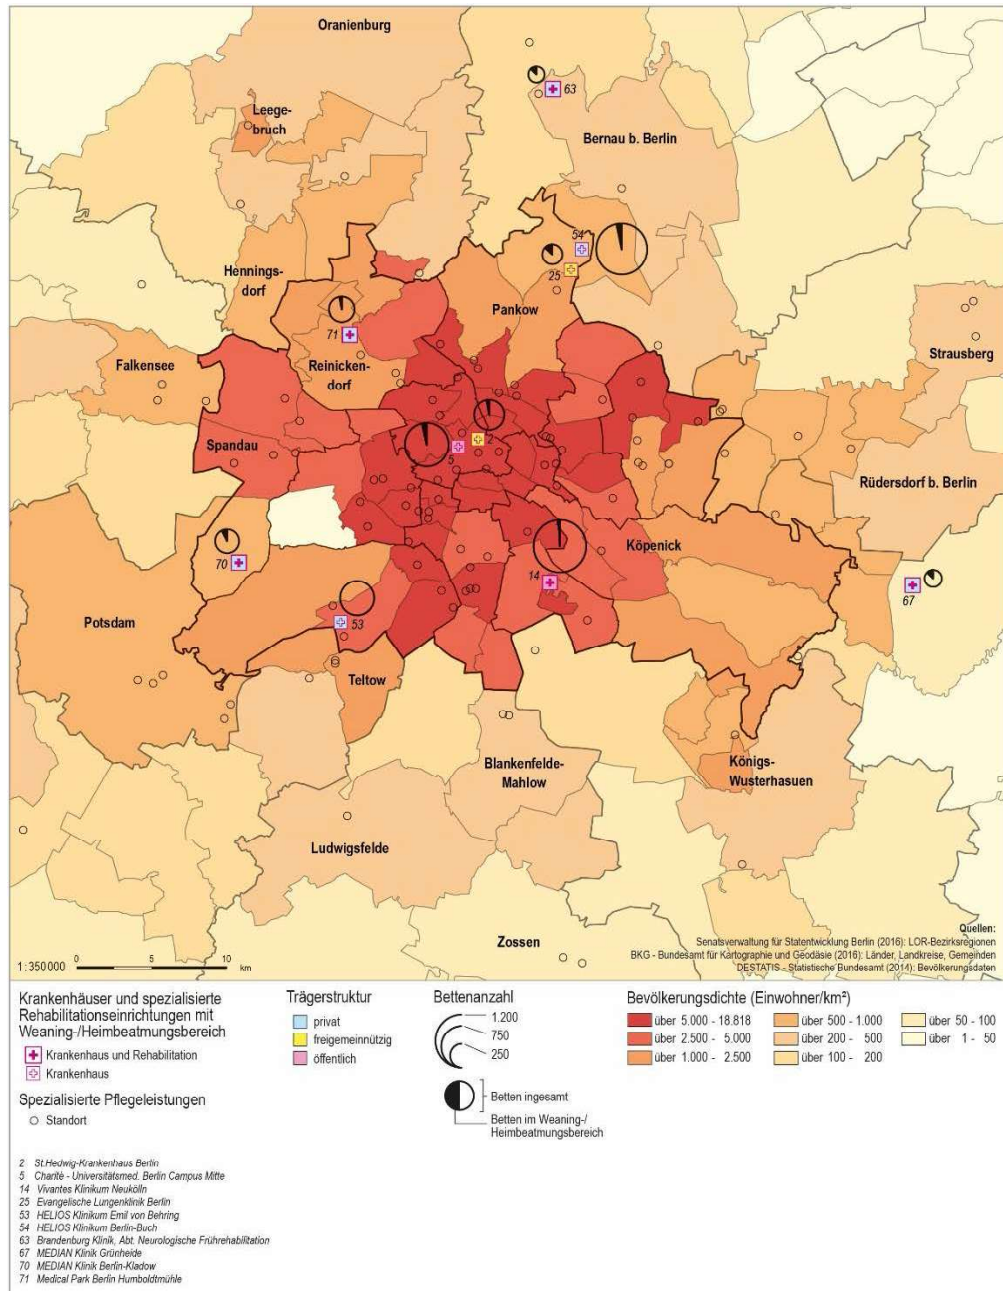 Oranienburg
63
Leege-
bruch
Bernau b. Berlin
54
Hennings-
dorf
25
Pankow
71
Reinicken-
dorf
Strausberg
Falkensee
2
5
Spandau
Rüdersdorf b. Berlin
Köpenick
70
14
67
53
Potsdam
Teltow
Blankenfelde-
Mahlow
Königs-
Wusterhasuen
Ludwigsfelde
Zossen
Quellen:
Senatsverwaltung für Statentwicklung Berlin (2016): LOR-Bezirksregionen
BKG - Bundesamt für Kartographie und Geodäsie (2016): Länder, Landkreise, Gemeinden
DESTATIS - Statistische Bundesamt (2014): Bevölkerungsdaten
1:350000 0 5 10
km
Krankenhäuser und spezialisierte
Rehabilitationseinrichtungen mit
Weaning-/Heimbeatmungsbereich
Krankenhaus und Rehabilitation
Krankenhaus
Spezialisierte Pflegeleistungen
Standort
Trägerstruktur
privat
freigemeinnützig
öffentlich
Bettenanzahl
1.200
750
250
Betten ingesamt
Betten im Weaning-/
Heimbeatmungsbereich
Bevölkerungsdichte (Einwohner/km²)
über 5.000 - 18.818
über 2.500 - 5.000
über 1.000 - 2.500
über 500 - 1.000
über 200 - 500
über 100 - 200
über 50 - 100
über 1 - 50
2 St.Hedwig-Krankenhaus Berlin
5 Charité - Universitätsmed. Berlin Campus Mitte
14 Vivantes Klinikum Neukölln
25 Evangelische Lungenklinik Berlin
53 HELIOS Klinikum Emil von Behring
54 HELIOS Klinikum Berlin-Buch
63 Brandenburg Klinik, Abt. Neurologische Frührehabilitation
67 MEDIAN Klinik Grünheide
70 MEDIAN Klinik Berlin-Kladow
71 Medical Park Berlin Humboldtmühle